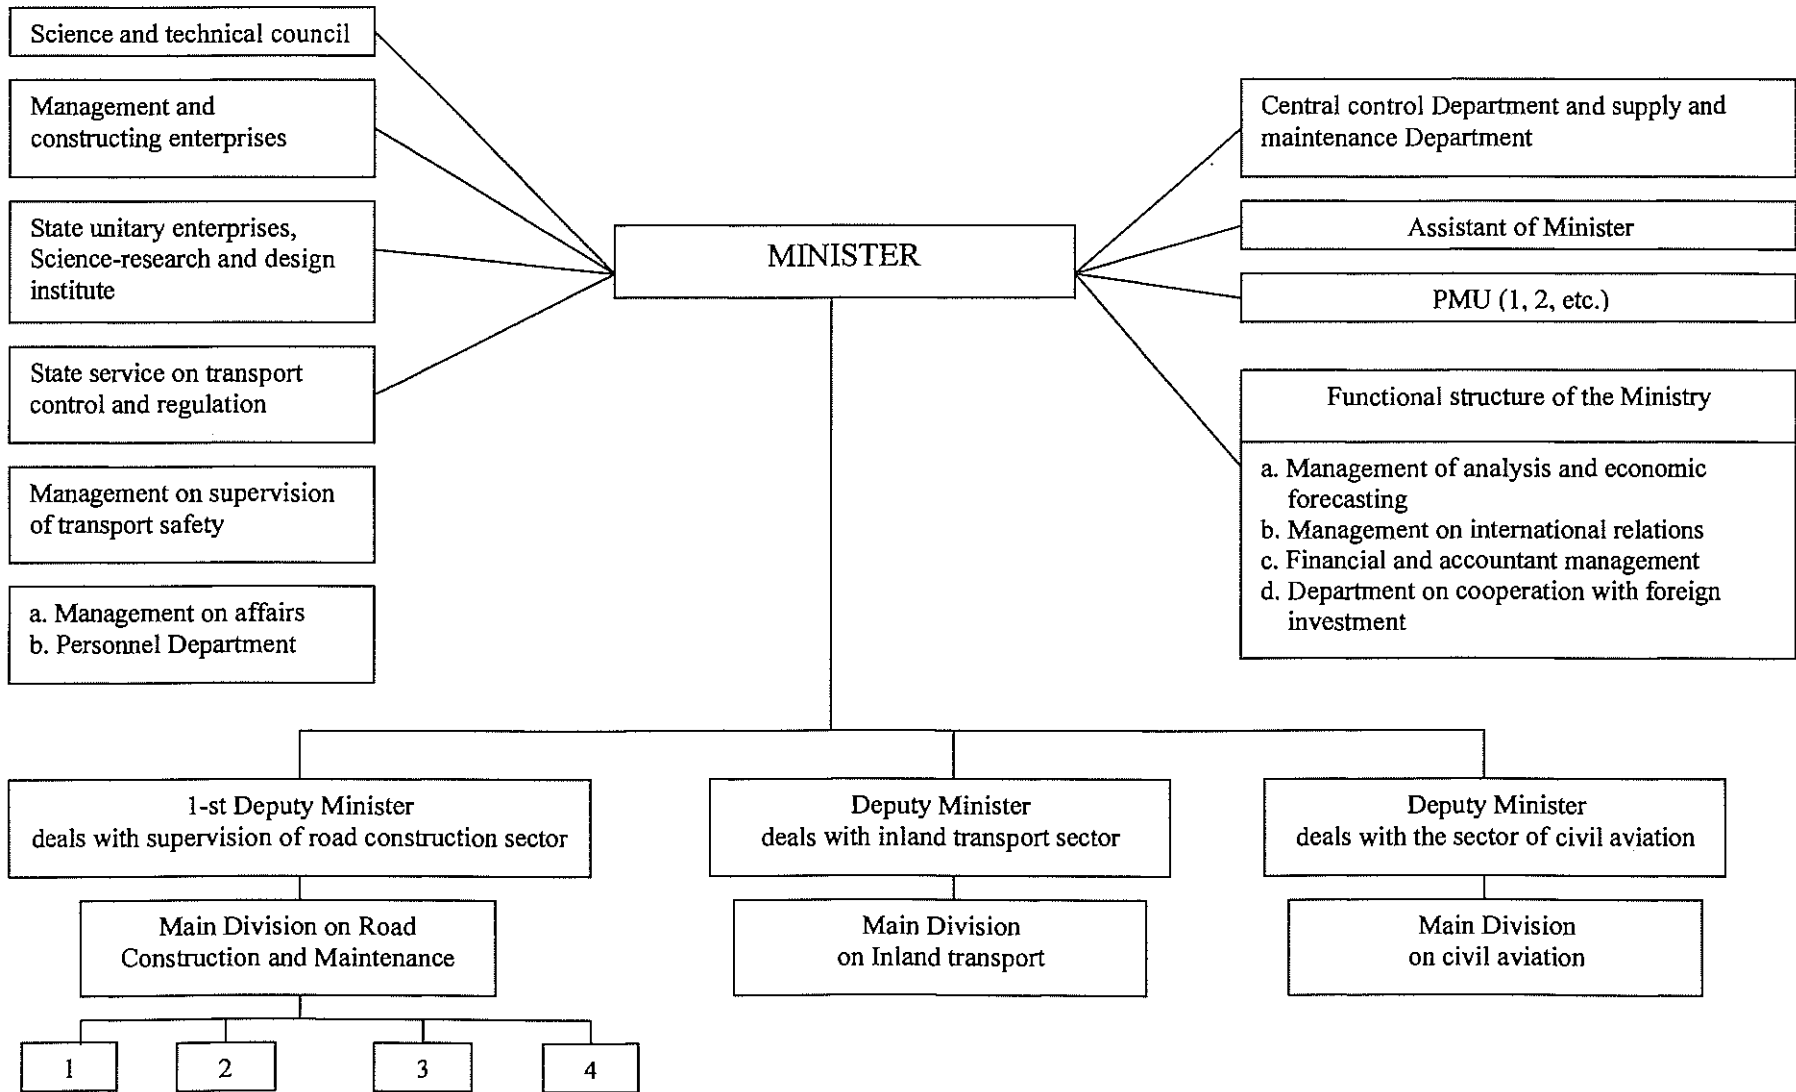 Science and technical council
Management and
constructing enterprises
State unitary enterprises,
Science-research and design
institute
State service on transport
control and regulation
Management on supervision
of transport safety
a. Management on affairs
b. Personnel Department
MINISTER
Central control Department and supply and
maintenance Department
Assistant of Minister
PMU (1, 2, etc.)
Functional structure of the Ministry
a. Management of analysis and economic
forecasting
b. Management on international relations
c. Financial and accountant management
d. Department on cooperation with foreign
investment
1-st Deputy Minister
deals with supervision of road construction sector
Deputy Minister
deals with inland transport sector
Deputy Minister
deals with the sector of civil aviation
Main Division on Road
Construction and Maintenance
Main Division
on Inland transport
Main Division
on civil aviation
1
2
3
4